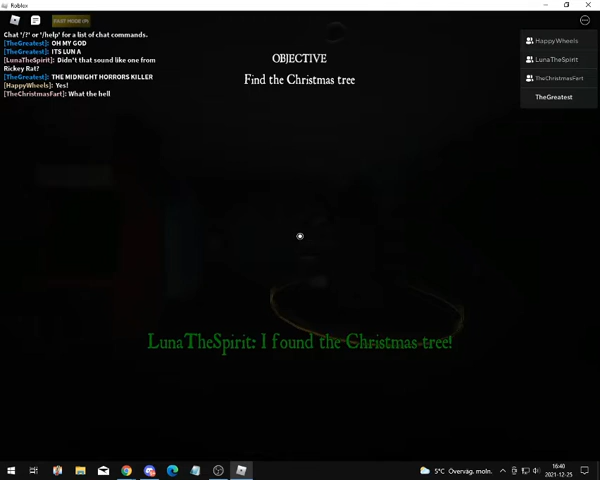 Roblox
FAST MODE ON
Chat '/?' or '/help' for a list of chat commands.
[TheGreatest]: OH MY GOD
[TheGreatest]: ITS LUN A
[LunaTheSpirit]: Didn't that sound like one from
Rickey Rat?
[TheGreatest]: THE MIDNIGHT HORRORS KILLER
[HappyWheels]: Yes!
[TheChristmasFart]: What the hell
OBJECTIVE
Find the Christmas tree
HappyWheels
LunaTheSpirit
TheChristmasFart
TheGreatest
LunaTheSpirit: I found the Christmas tree!
5°C Överväg. moln.
16:40
2021-12-25